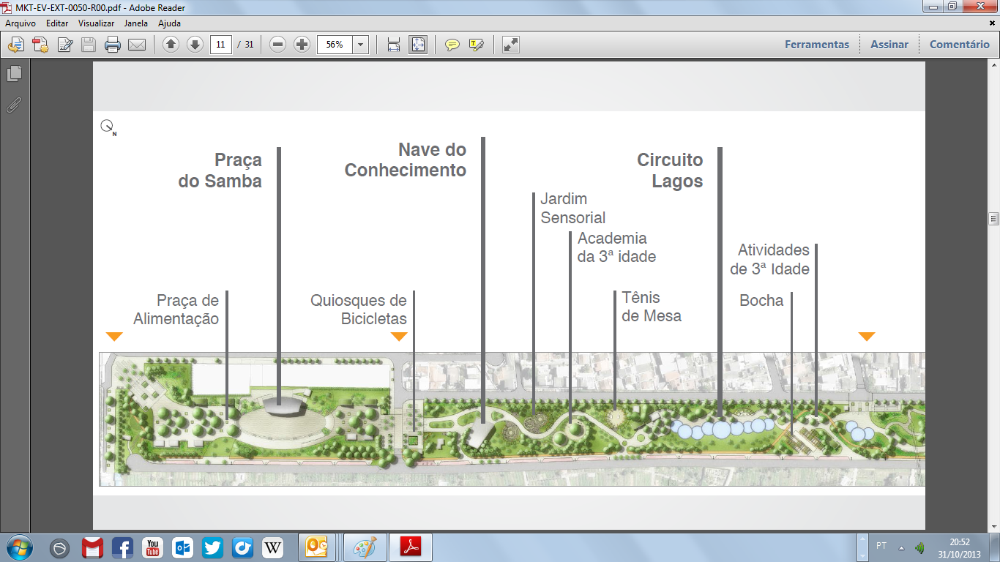 MKT-EV-EXT-0050-R00.pdf - Adobe Reader
Arquivo Editar Visualizar Janela Ajuda
11 / 31 56%
Ferramentas Assinar Comentário
N
Praça
do Samba
Nave do
Conhecimento
Circuito
Lagos
Jardim
Sensorial
Academia
da 3ª idade
Atividades
de 3ª Idade
Praça de
Alimentação
Quiosques de
Bicicletas
Tênis
de Mesa
Bocha
You
Tube
W
PT
20:52
31/10/2013